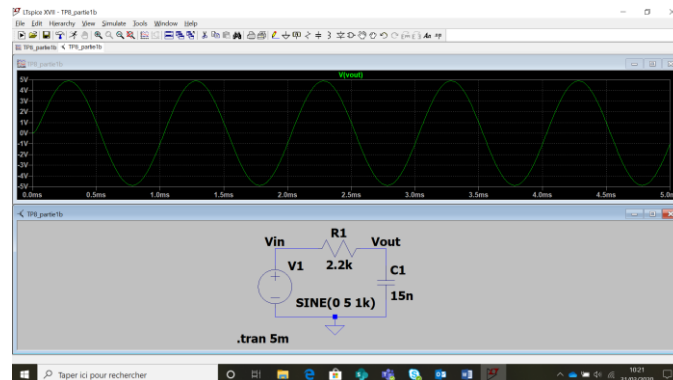 LTspice XVII - TP8_partie1b
File Edit Hierarchy View Simulate Tools Window Help
TP8_partie1b TP8_partie1b
TP8_partie1b
V(vout)
5V
4V
3V
2V
1V
0V
-1V
-2V
-3V
-4V
-5V
0.0ms 0.5ms 1.0ms 1.5ms 2.0ms 2.5ms 3.0ms 3.5ms 4.0ms 4.5ms 5.0m
TP8_partie1b
R1
Vin Vout
V1 2.2k C1
15n
SINE(0 5 1k)
.tran 5m
Taper ici pour rechercher
10:21